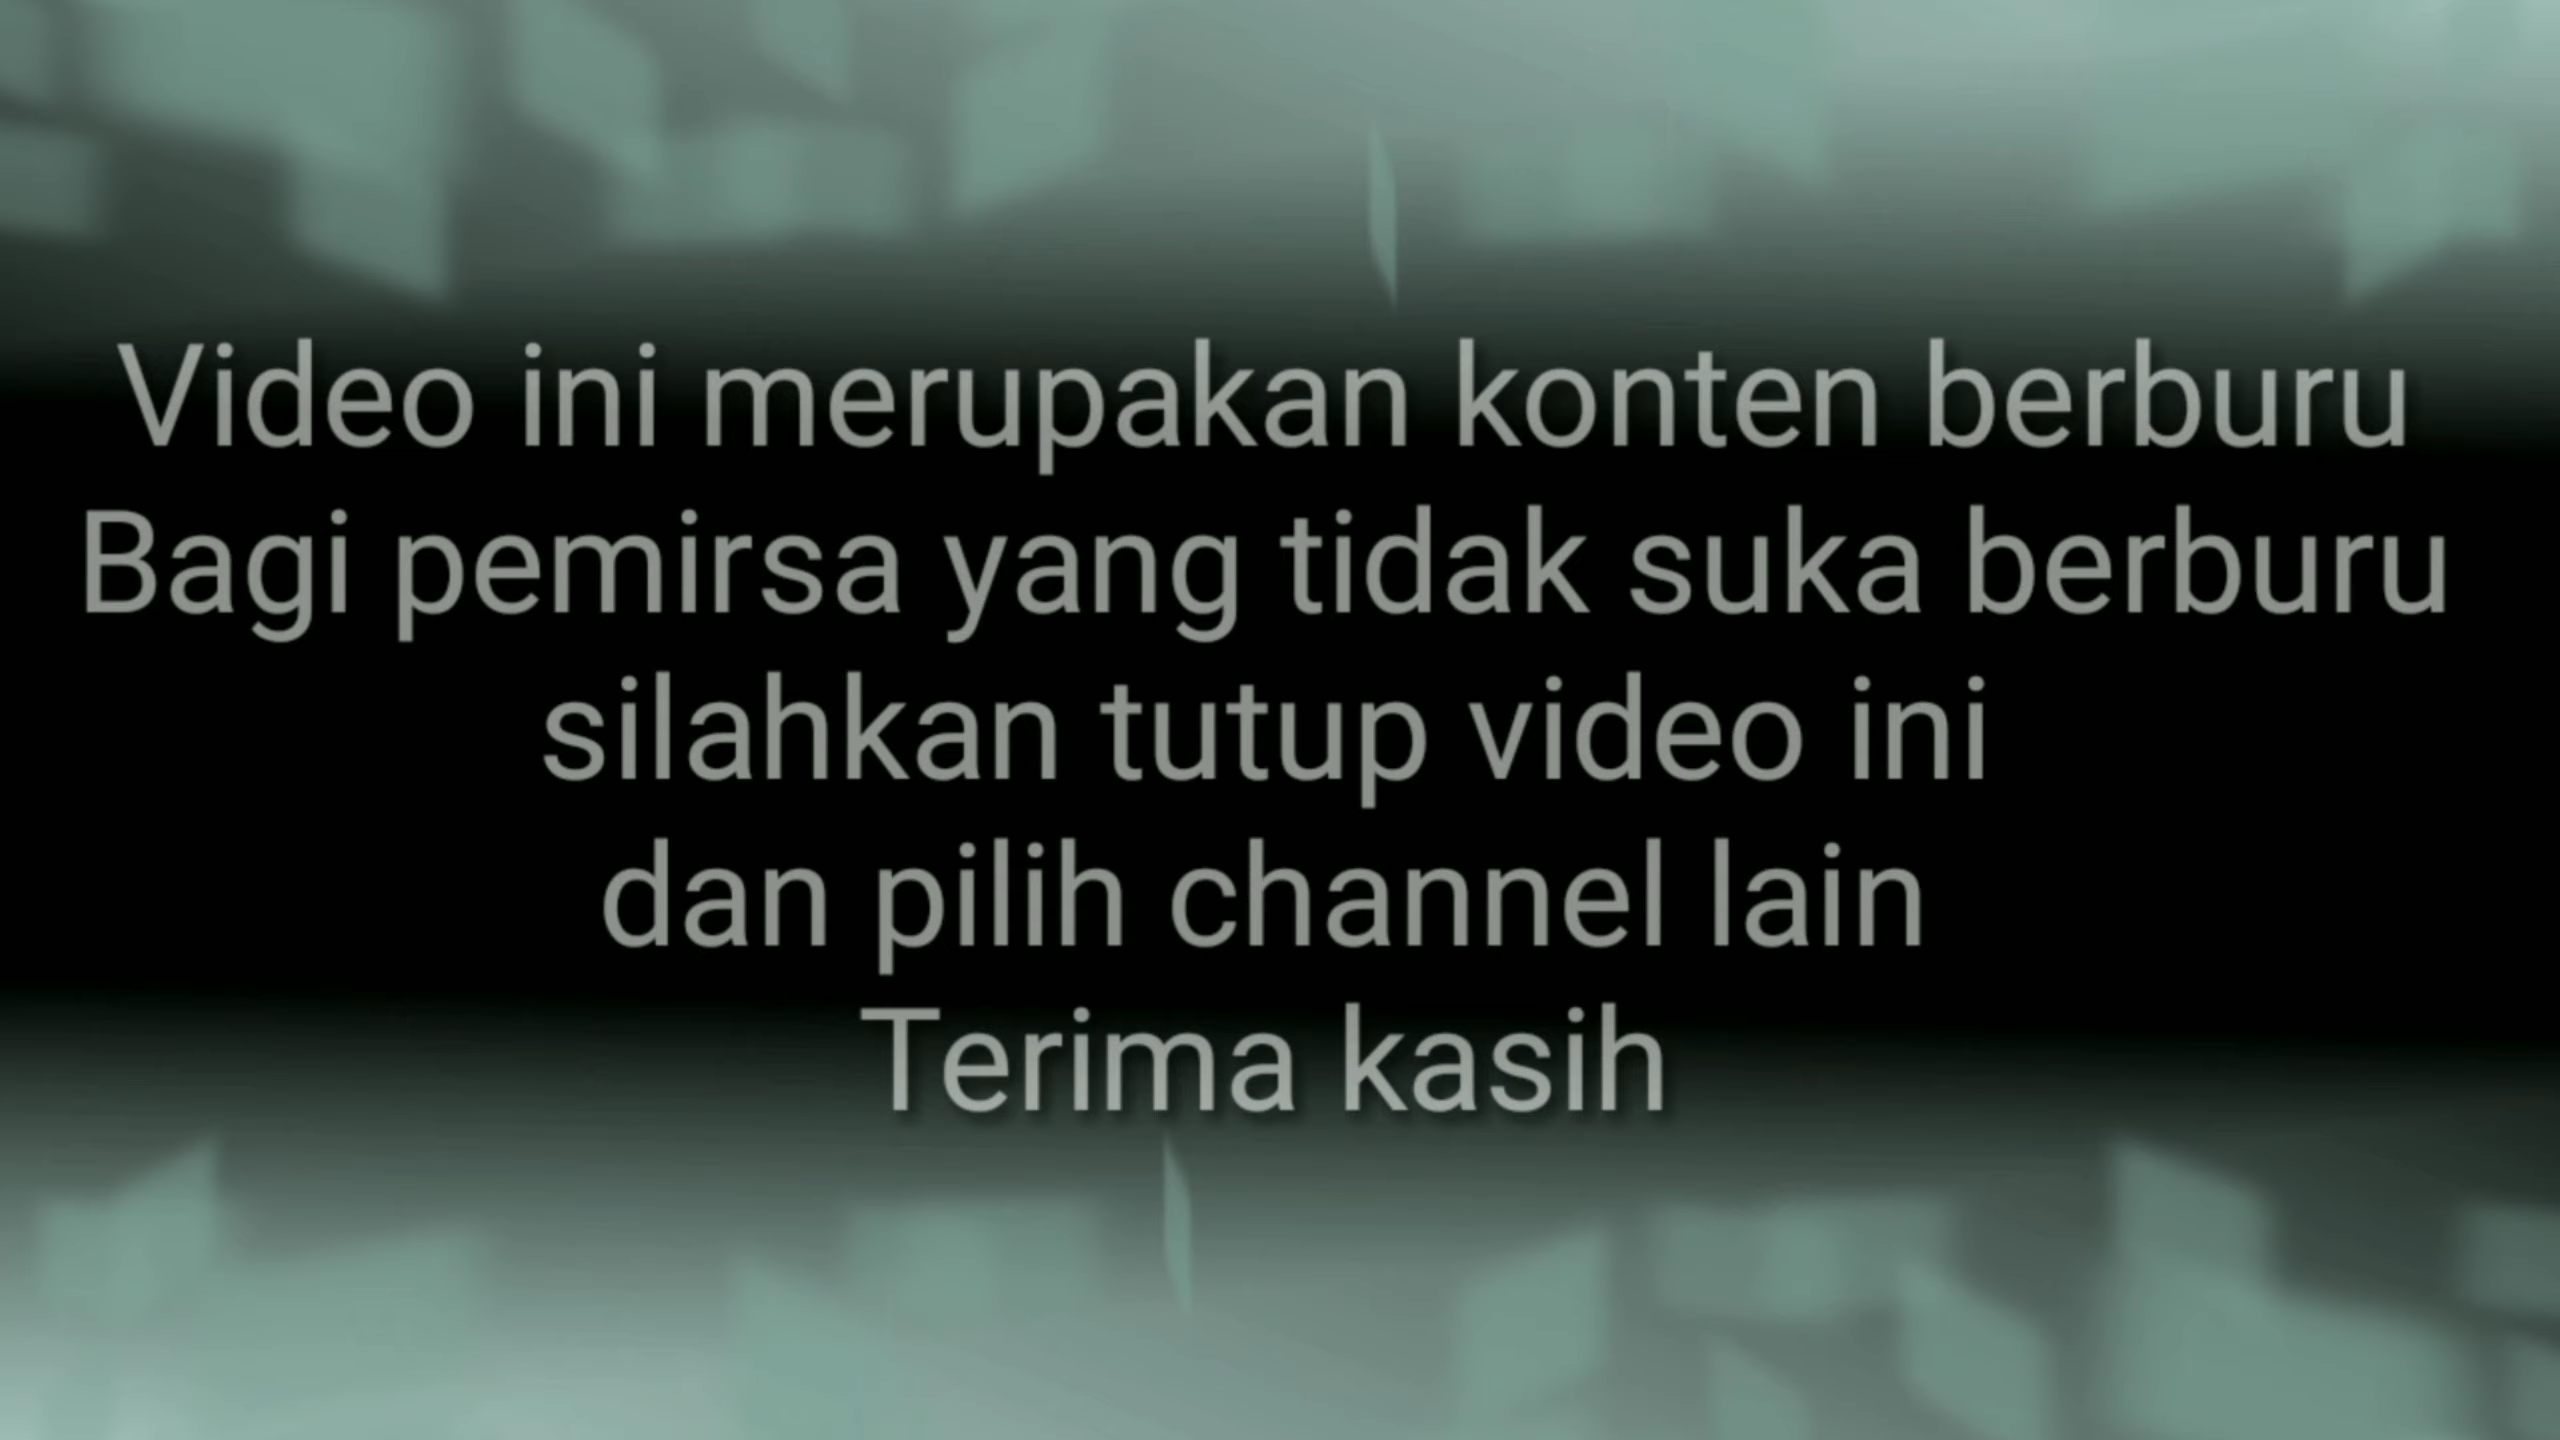 Video ini merupakan konten berburu
Bagi pemirsa yang tidak suka berburu
silahkan tutup video ini
dan pilih channel lain
Terima kasih